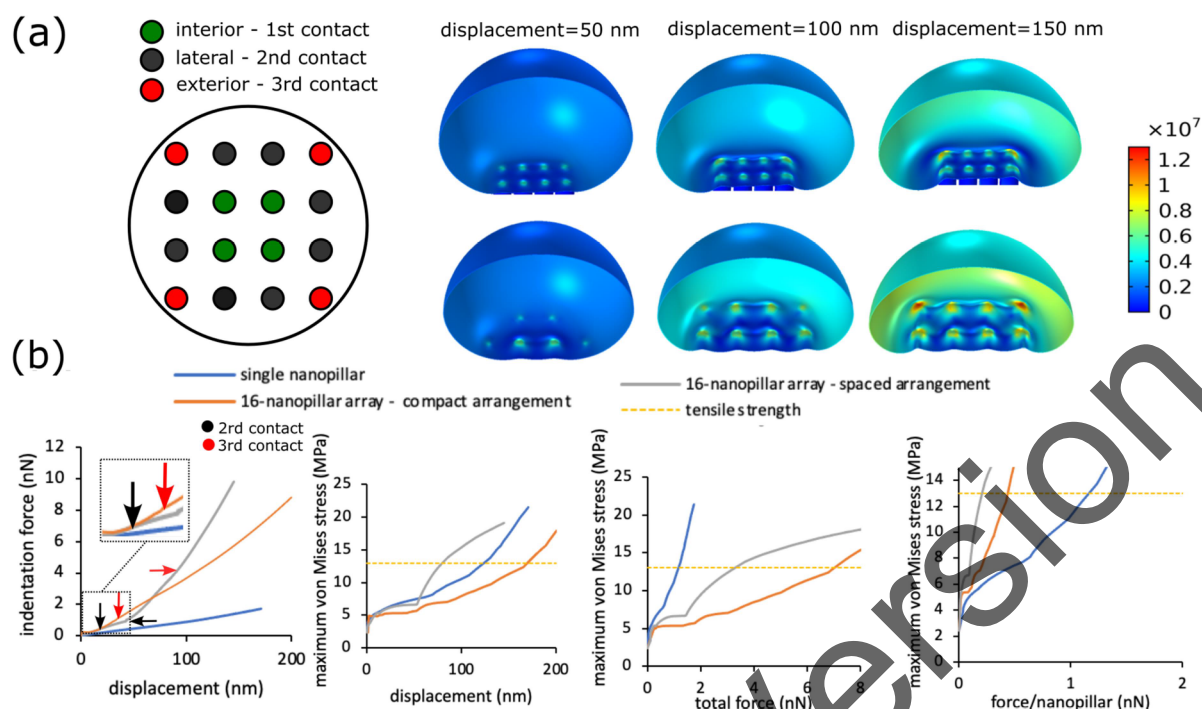 (a)
interior - 1st contact
lateral - 2nd contact
exterior - 3rd contact
displacement=50 nm
displacement=100 nm
displacement=150 nm
×10⁷
1.2
1
0.8
0.6
0.4
0.2
0
(b)
single nanopillar
16-nanopillar array - compact arrangement
16-nanopillar array - spaced arrangement
tensile strength
2rd contact
3rd contact
indentation force (nN)
12
10
8
6
4
2
0
0 100 200
displacement (nm)
maximum von Mises stress (MPa)
25
20
15
10
5
0
0 100 200
displacement (nm)
maximum von Mises stress (MPa)
25
20
15
10
5
0
0 2 4 6 8
total force (nN)
maximum von Mises stress (MPa)
14
12
10
8
6
4
2
0
0 1 2
force/nanopillar (nN)